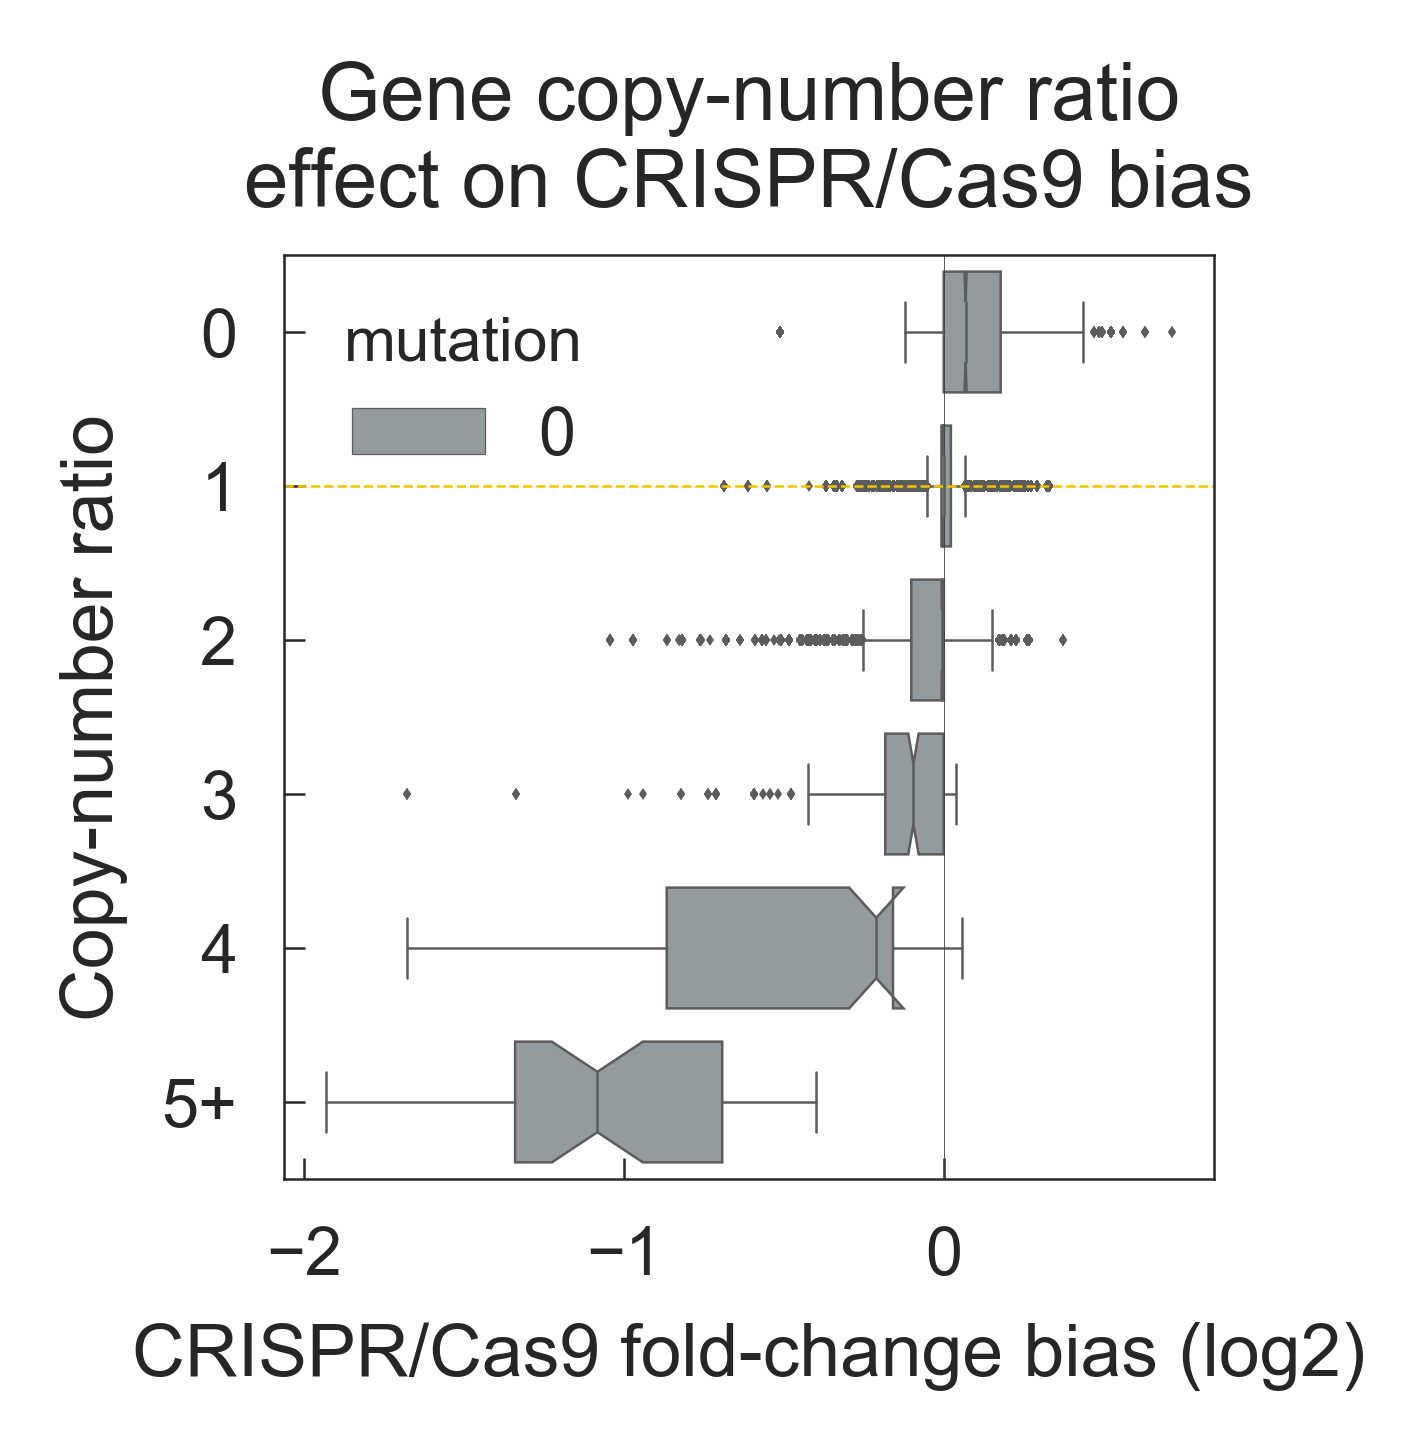 Gene copy-number ratio
effect on CRISPR/Cas9 bias
mutation
0
Copy-number ratio
0
1
2
3
4
5+
−2
−1
0
CRISPR/Cas9 fold-change bias (log2)